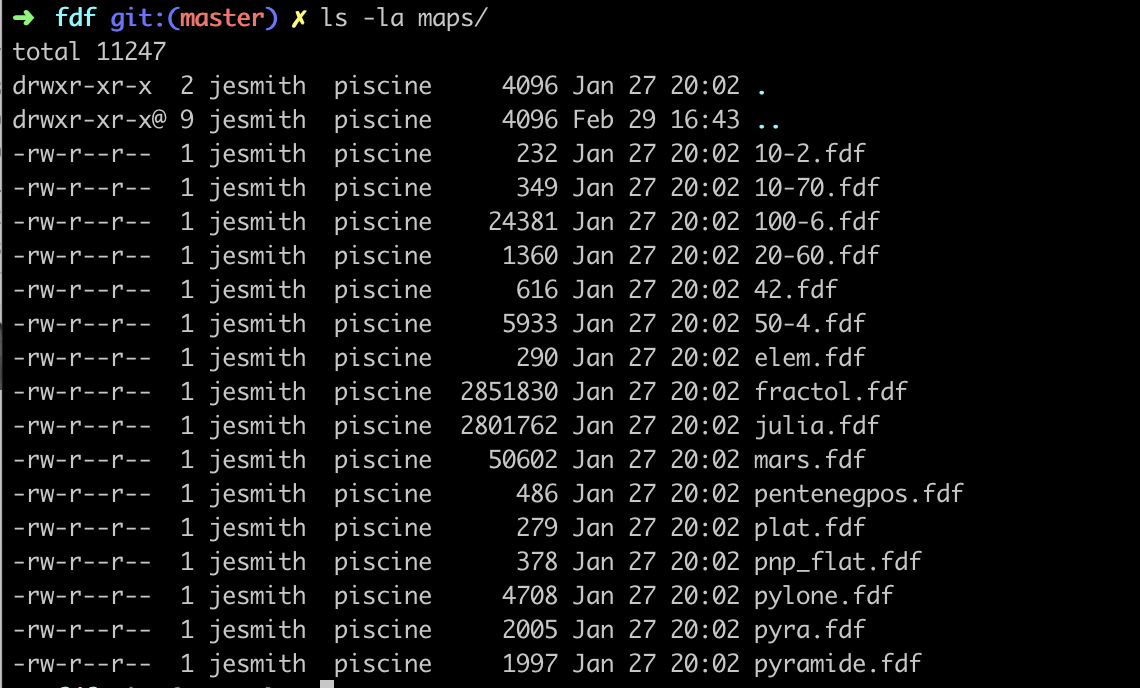 ➜ fdf git:(master) ✗ ls -la maps/
total 11247
drwxr-xr-x  2 jesmith  piscine     4096 Jan 27 20:02 .
drwxr-xr-x@ 9 jesmith  piscine     4096 Feb 29 16:43 ..
-rw-r--r--  1 jesmith  piscine      232 Jan 27 20:02 10-2.fdf
-rw-r--r--  1 jesmith  piscine      349 Jan 27 20:02 10-70.fdf
-rw-r--r--  1 jesmith  piscine    24381 Jan 27 20:02 100-6.fdf
-rw-r--r--  1 jesmith  piscine     1360 Jan 27 20:02 20-60.fdf
-rw-r--r--  1 jesmith  piscine      616 Jan 27 20:02 42.fdf
-rw-r--r--  1 jesmith  piscine     5933 Jan 27 20:02 50-4.fdf
-rw-r--r--  1 jesmith  piscine      290 Jan 27 20:02 elem.fdf
-rw-r--r--  1 jesmith  piscine  2851830 Jan 27 20:02 fractol.fdf
-rw-r--r--  1 jesmith  piscine  2801762 Jan 27 20:02 julia.fdf
-rw-r--r--  1 jesmith  piscine    50602 Jan 27 20:02 mars.fdf
-rw-r--r--  1 jesmith  piscine      486 Jan 27 20:02 pentenegpos.fdf
-rw-r--r--  1 jesmith  piscine      279 Jan 27 20:02 plat.fdf
-rw-r--r--  1 jesmith  piscine      378 Jan 27 20:02 pnp_flat.fdf
-rw-r--r--  1 jesmith  piscine     4708 Jan 27 20:02 pylone.fdf
-rw-r--r--  1 jesmith  piscine     2005 Jan 27 20:02 pyra.fdf
-rw-r--r--  1 jesmith  piscine     1997 Jan 27 20:02 pyramide.fdf